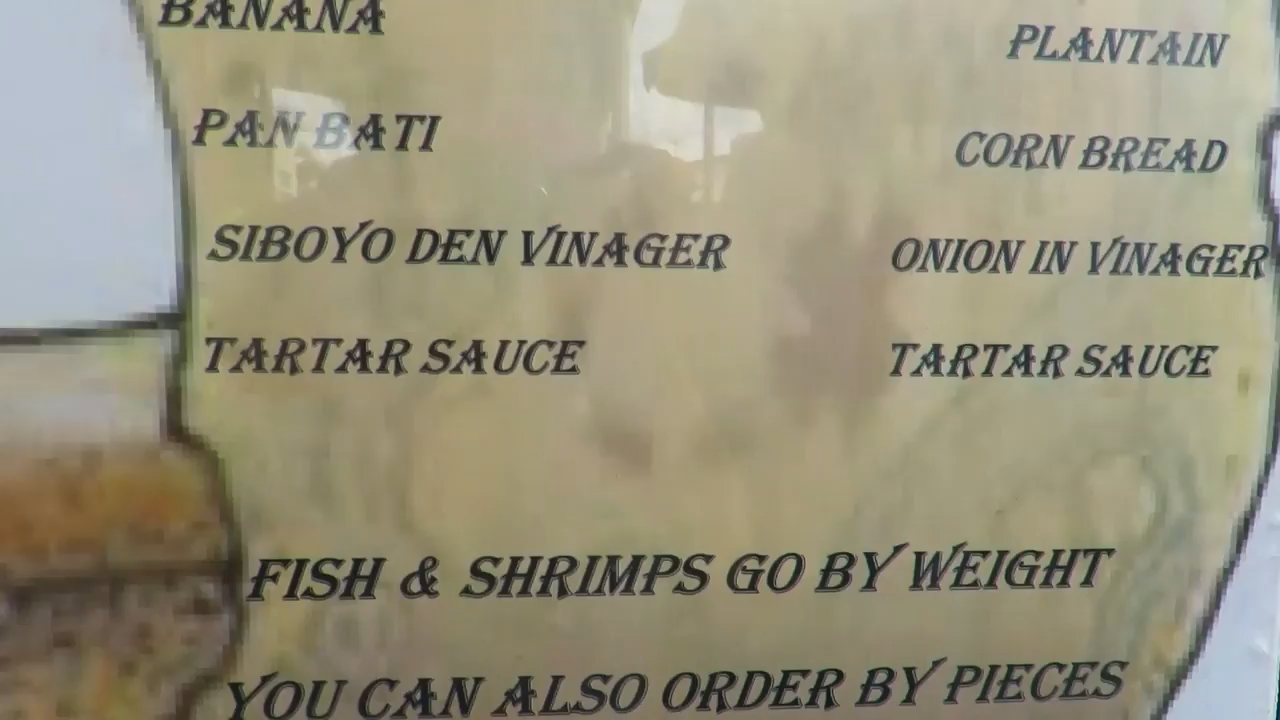 BANANA PLANTAIN
PAN BATI CORN BREAD
SIBOYO DEN VINAGER ONION IN VINAGER
TARTAR SAUCE TARTAR SAUCE
FISH & SHRIMPS GO BY WEIGHT
YOU CAN ALSO ORDER BY PIECES